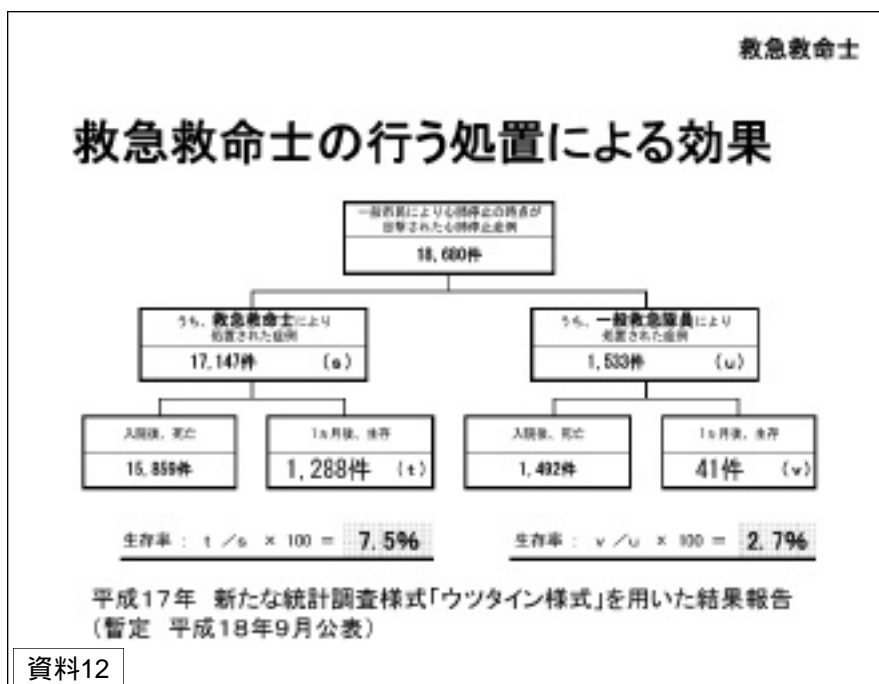 救急救命士
救急救命士の行う処置による効果
一般市民により心肺停止の時点が
目撃された心肺停止症例
18,680件
うち、救急救命士により
処置された症例
17,147件 (s)
うち、一般救急隊員により
処置された症例
1,533件 (u)
入院後、死亡
15,859件
1ヵ月後、生存
1,288件 (t)
入院後、死亡
1,492件
1ヵ月後、生存
41件 (v)
生存率 : t /s × 100 = 7.5%
生存率 : v /u × 100 = 2.7%
平成17年 新たな統計調査様式「ウツタイン様式」を用いた結果報告
(暫定 平成18年9月公表)
資料12